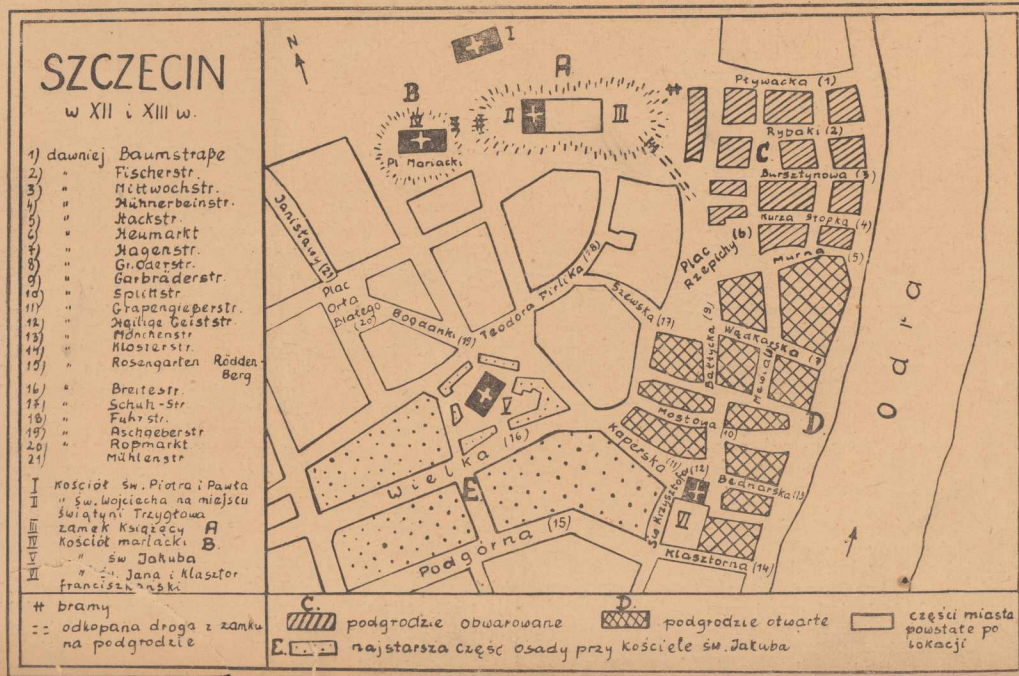 SZCZECIN
w XII i XIII w.
1) dawniej Baumstraße
2) " Fischerstr.
3) " Mittwochstr.
4) " Hühnerbeinstr.
5) " Hackstr.
6) " Heumarkt
7) " Hagenstr.
8) " Gr. Oderstr.
9) " Garbräderstr.
10) " Splittstr
11) " Grapengießerstr.
12) " Heilige Geiststr
13) " Mönchenstr
14) " Klosterstr.
15) " Rosengarten Rödden-
Berg
16) " Breitestr.
17) " Schuh-str
18) " Fuhrstr.
19) " Aschgeberstr
20) " Roßmarkt
21) " Mühlenstr
I kościół św. Piotra i Pawła
II " św. Wojciecha na miejscu
świątyni Trzygłowa
III zamek Książęcy A
IV kościół mariacki B
V " św Jakuba
VI " św. Jana i Klasztor
franciszkański
# bramy
== odkopana droga z zamku
na podgrodzie
N
I
A
B
II
III
IV
Pl Mariacki
Pływacka (1)
Rybaki (2)
C
Bursztynowa (3)
Kurza Stopka (4)
Murna (5)
Plac Rzepichy (6)
Janisławy (21)
Plac
Orła
Białego
(20)
Bogdanki (19)
Teodora Firlika (18)
Szewska (17)
Bałtycka (9)
Wądkarska (7)
Mewia (8)
Mostowa (10)
D
Odra
V
Wielka (16)
E
Kaperska (11)
Św Krzysztofa (12)
Bednarska (13)
VI
Podgórna (15)
Klasztorna (14)
C. podgrodzie obwarowane
D. podgrodzie otwarte
części miasta
powstałe po
lokacji
E. najstarsza część osady przy kościele św. Jakuba